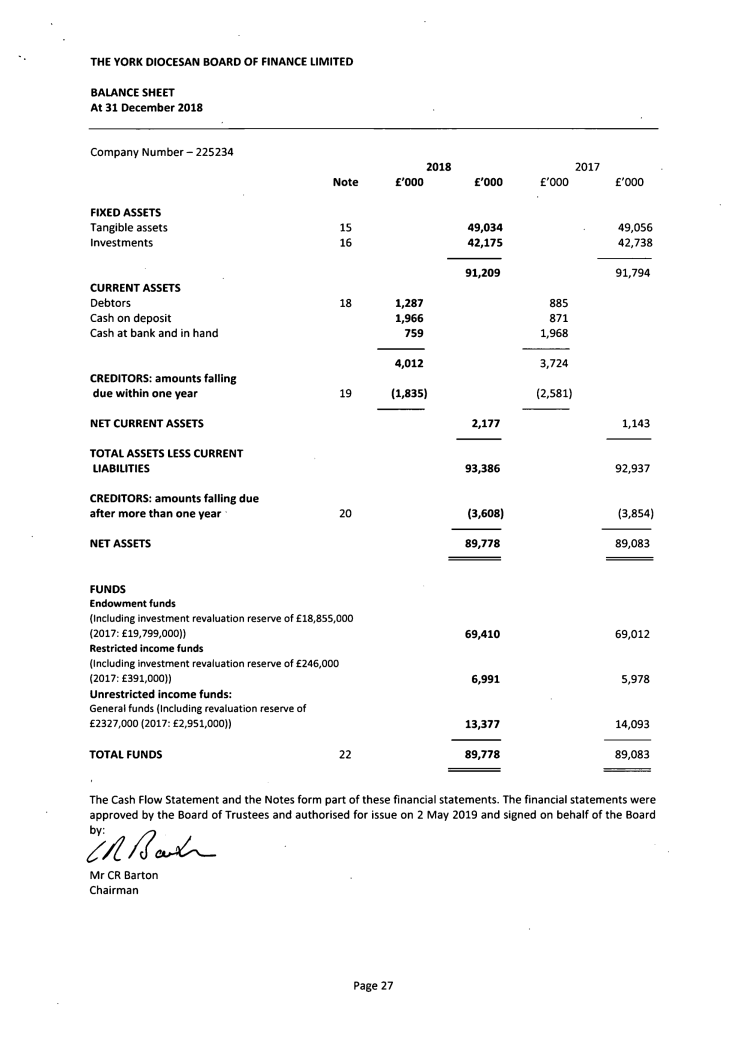 THE YORK DIOCESAN BOARD OF FINANCE LIMITED
BALANCE SHEET
At 31 December 2018
Company Number – 225234
2018 2017
Note £'000 £'000 £'000 £'000
FIXED ASSETS
Tangible assets 15 49,034 49,056
Investments 16 42,175 42,738
91,209 91,794
CURRENT ASSETS
Debtors 18 1,287 885
Cash on deposit 1,966 871
Cash at bank and in hand 759 1,968
4,012 3,724
CREDITORS: amounts falling
due within one year 19 (1,835) (2,581)
NET CURRENT ASSETS 2,177 1,143
TOTAL ASSETS LESS CURRENT
LIABILITIES 93,386 92,937
CREDITORS: amounts falling due
after more than one year 20 (3,608) (3,854)
NET ASSETS 89,778 89,083
FUNDS
Endowment funds
(Including investment revaluation reserve of £18,855,000
(2017: £19,799,000)) 69,410 69,012
Restricted income funds
(Including investment revaluation reserve of £246,000
(2017: £391,000)) 6,991 5,978
Unrestricted income funds:
General funds (Including revaluation reserve of
£2327,000 (2017: £2,951,000)) 13,377 14,093
TOTAL FUNDS 22 89,778 89,083
The Cash Flow Statement and the Notes form part of these financial statements. The financial statements were
approved by the Board of Trustees and authorised for issue on 2 May 2019 and signed on behalf of the Board
by:
CR Barton
Mr CR Barton
Chairman
Page 27